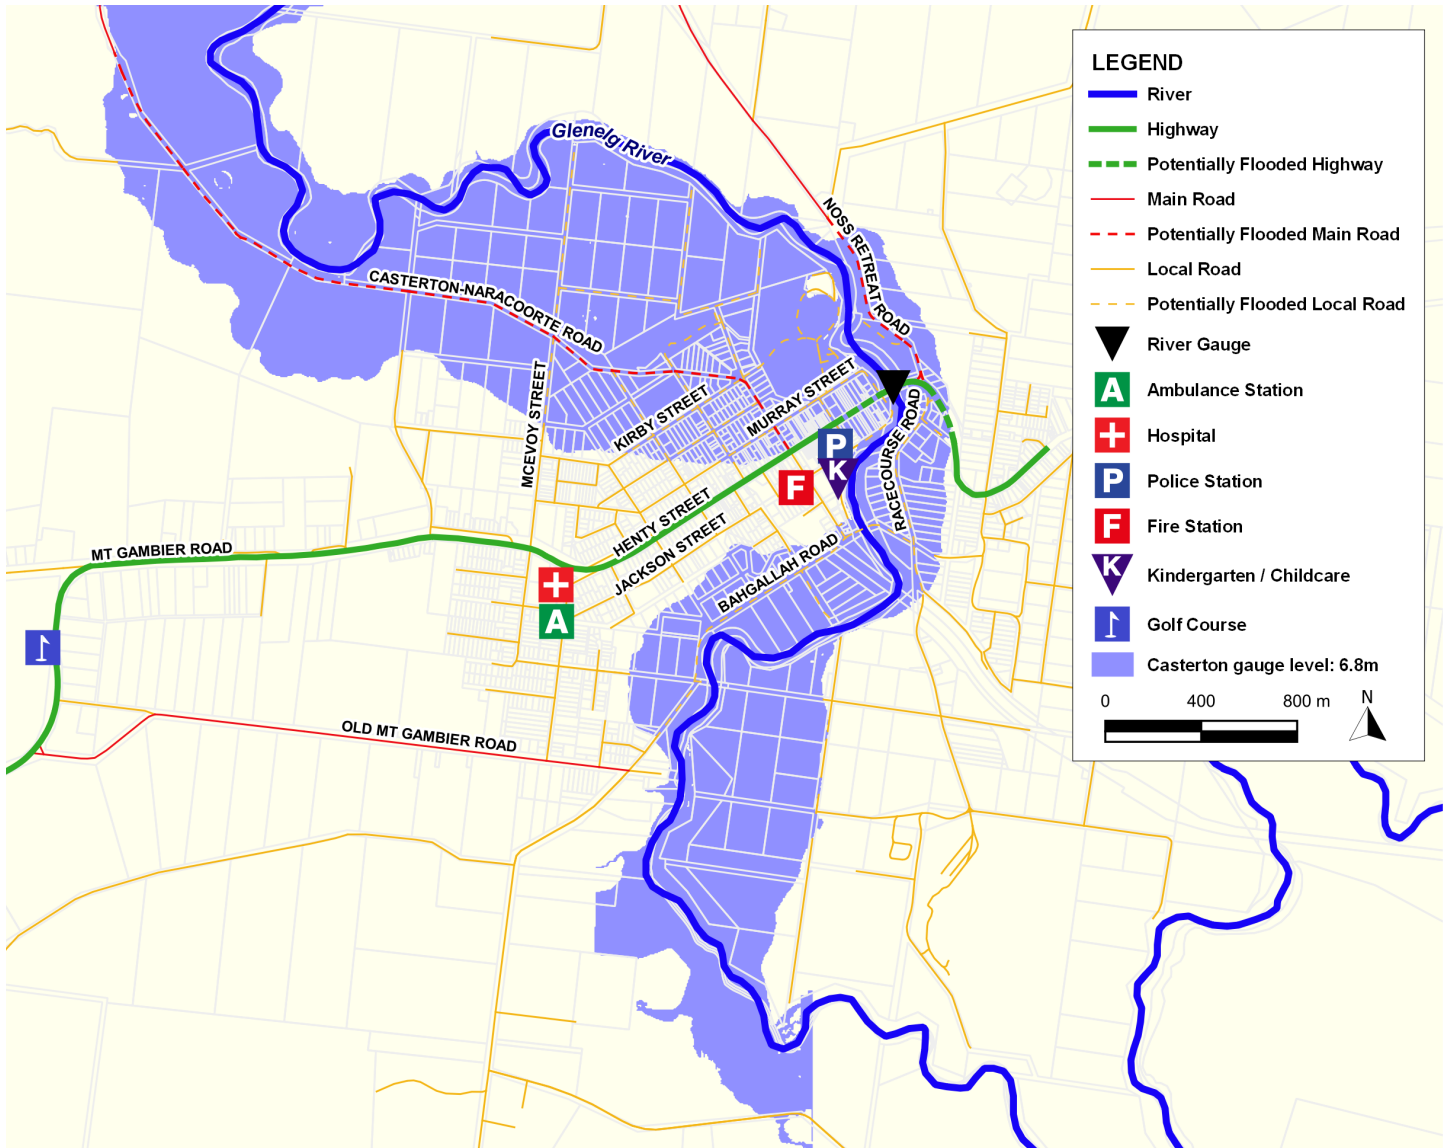 Glenelg River
NOSS RETREAT ROAD
CASTERTON-NARACOORTE ROAD
MCEVOY STREET
KIRBY STREET
MURRAY STREET
RACECOURSE ROAD
P
K
F
HENTY STREET
JACKSON STREET
MT GAMBIER ROAD
BAHGALLAH ROAD
A
OLD MT GAMBIER ROAD
LEGEND
River
Highway
Potentially Flooded Highway
Main Road
Potentially Flooded Main Road
Local Road
Potentially Flooded Local Road
River Gauge
A Ambulance Station
Hospital
P Police Station
F Fire Station
K Kindergarten / Childcare
Golf Course
Casterton gauge level: 6.8m
0 400 800 m N